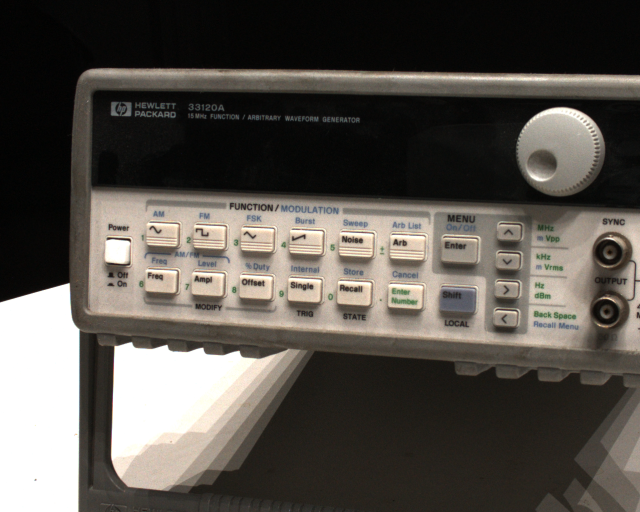 hp HEWLETT PACKARD 33120A
15 MHz FUNCTION / ARBITRARY WAVEFORM GENERATOR
FUNCTION / MODULATION
AM FM FSK Burst Sweep Arb List
MENU
On/Off
MHz
m Vpp
SYNC
Power
1 2 3 4 5 Noise ± Arb Enter
kHz
m Vrms
AM/FM
Freq Level % Duty Internal Store Cancel
OUTPUT
Off
On
6 Freq 7 Ampl 8 Offset 9 Single 0 Recall . Enter Number Shift
Hz
dBm
MODIFY TRIG STATE LOCAL
Back Space
Recall Menu